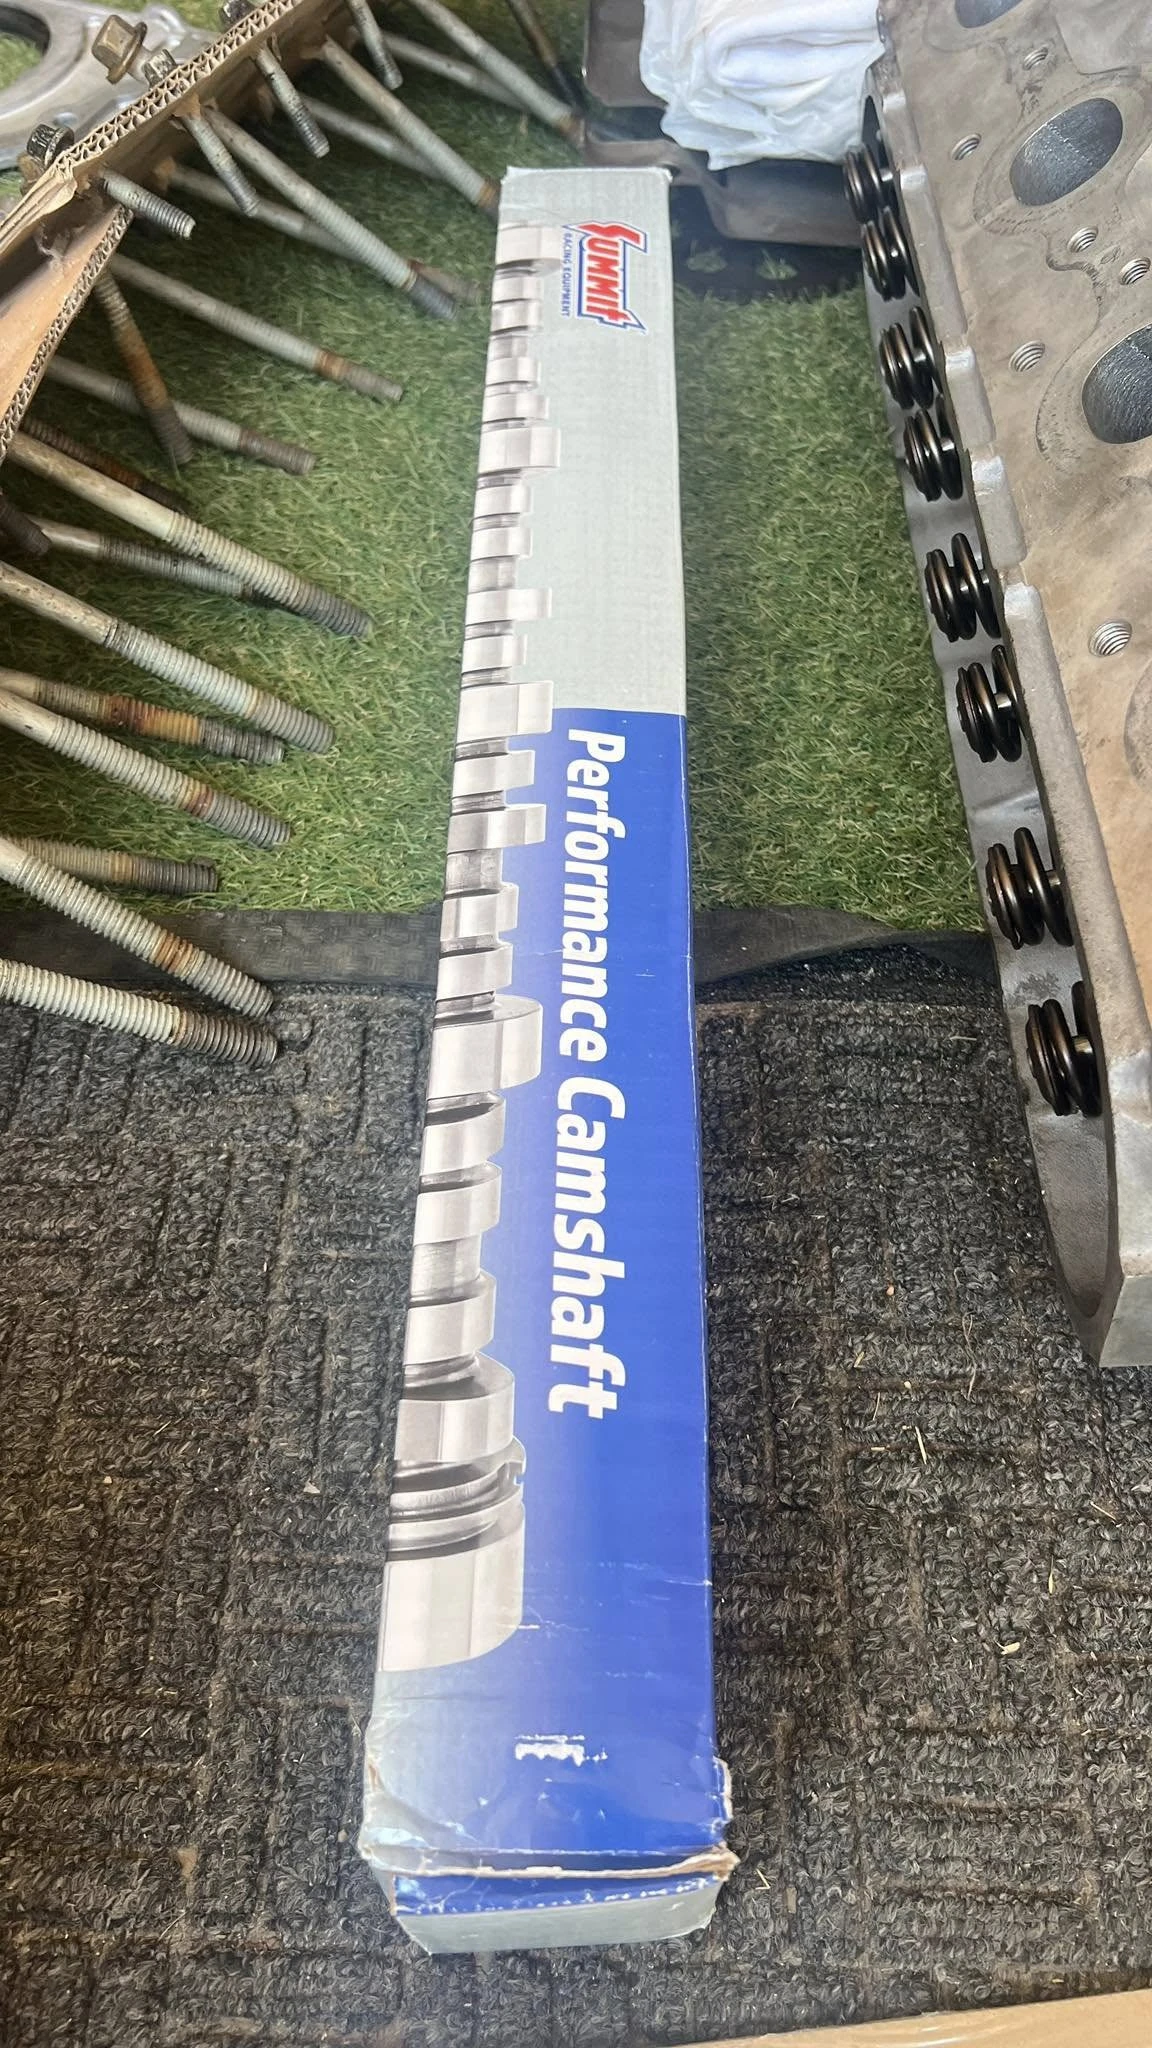 SUMMIT
RACING EQUIPMENT
Performance Camshaft